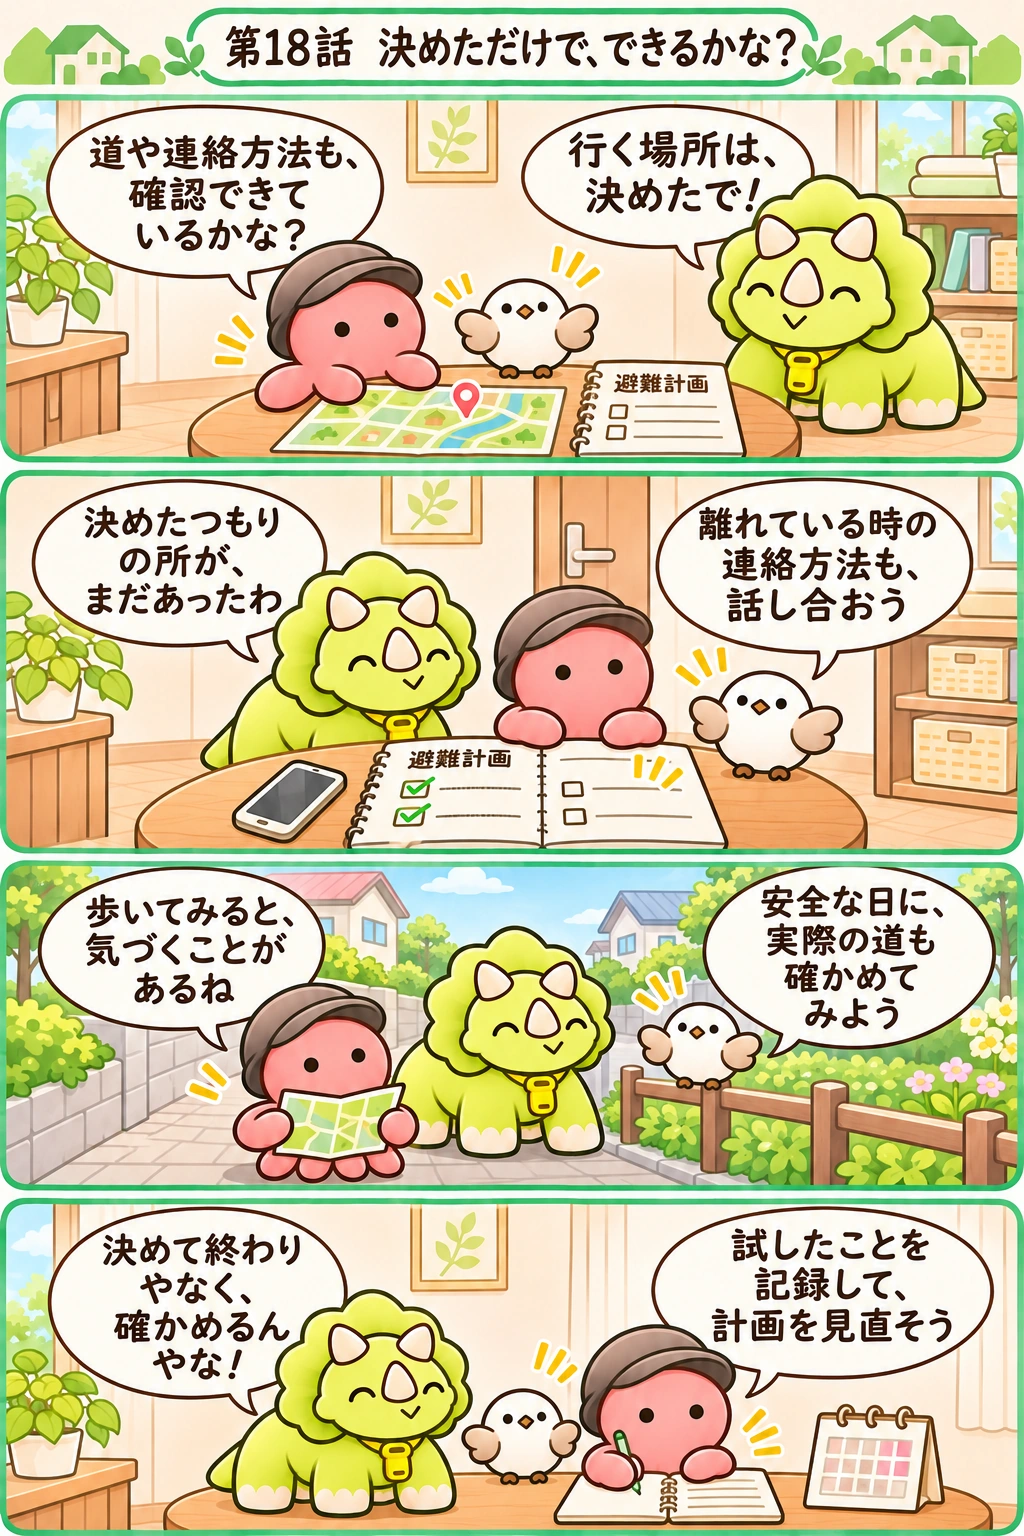 第18話 決めただけで、できるかな?
行く場所は、
決めたで!
道や連絡方法も、
確認できて
いるかな?
避難計画
決めたつもり
の所が、
まだあったわ
離れている時の
連絡方法も、
話し合おう
避難計画
歩いてみると、
気づくことが
あるね
安全な日に、
実際の道も
確かめて
みよう
決めて終わり
やなく、
確かめるん
やな!
試したことを
記録して、
計画を見直そう